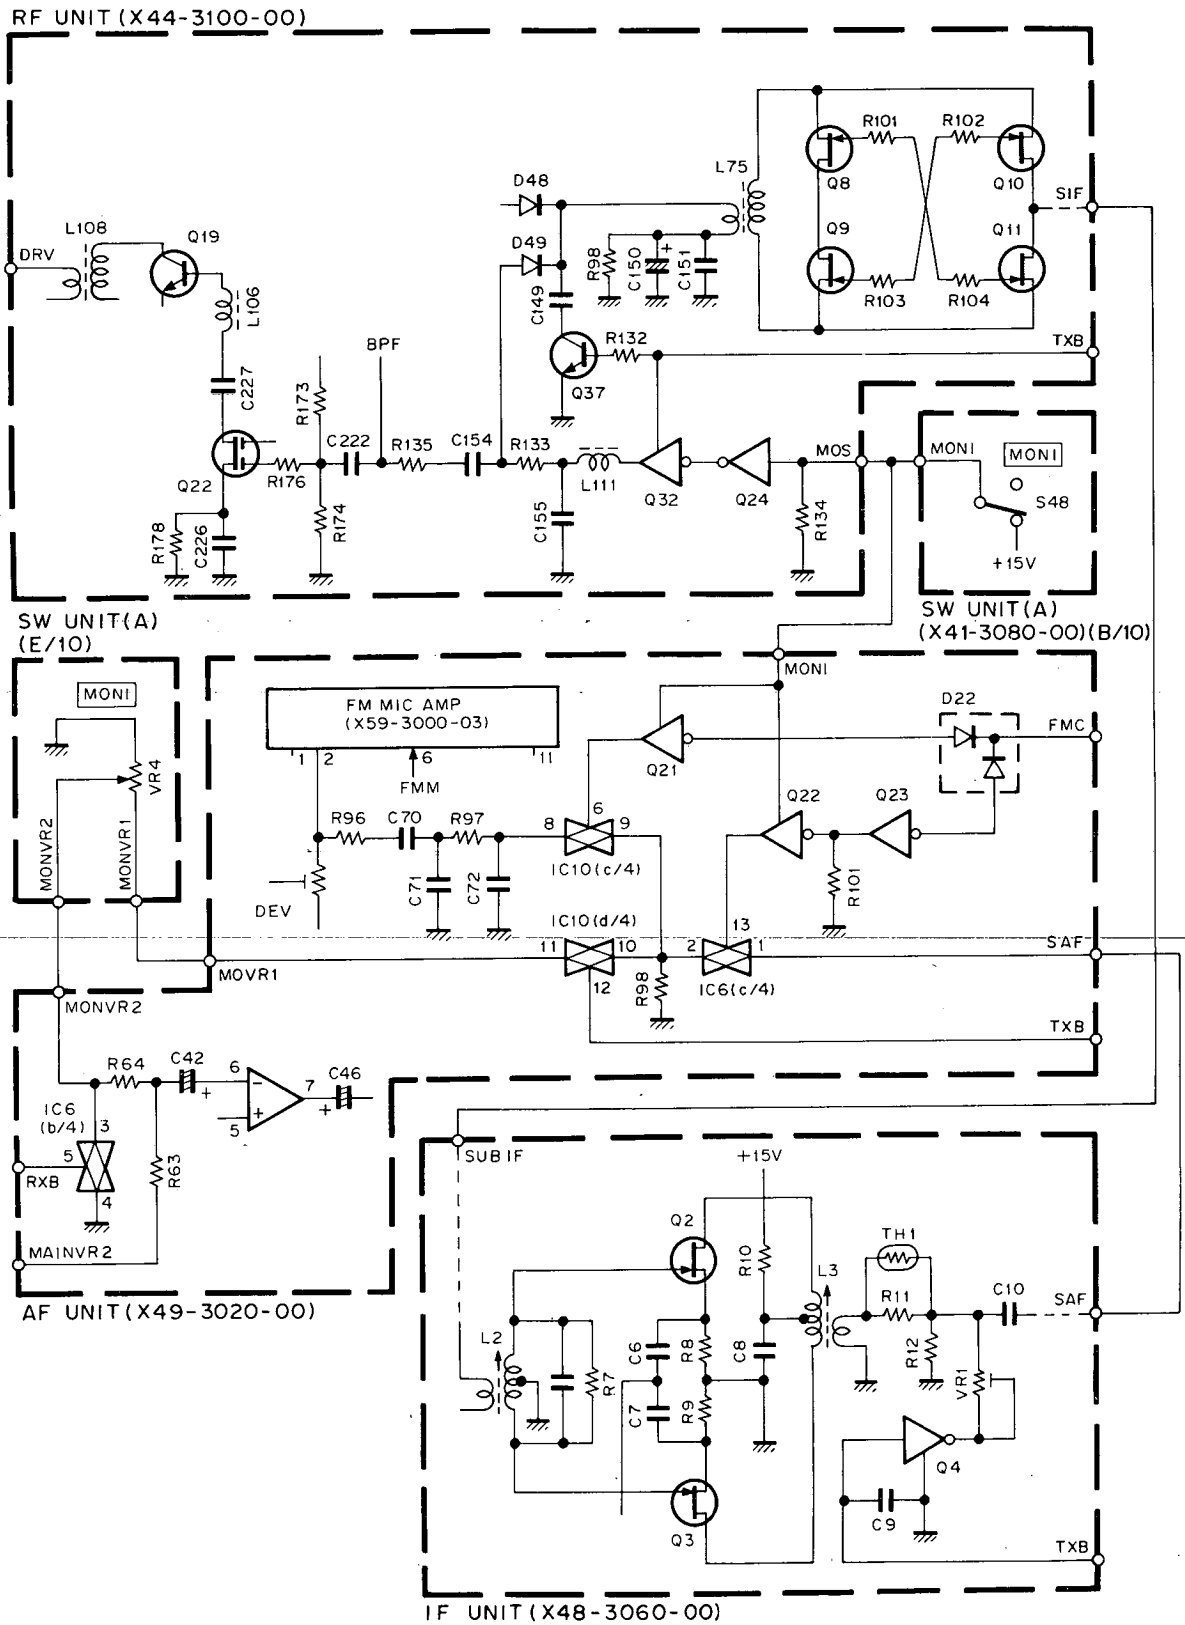 RF UNIT (X44-3100-00)
DRV
L108
Q19
L106
C227
Q22
R178
C226
R173
R176
R174
BPF
C222
R135
C154
R133
C155
L111
D48
D49
C149
Q37
R132
R98
C150
+
C151
L75
R101
R102
Q8
Q10
Q9
Q11
R103
R104
SIF
TXB
Q32
Q24
MOS
R134
MONI
MONI
S48
+15V
SW UNIT(A)
(X41-3080-00)(B/10)
SW UNIT(A)
(E/10)
MONI
VR4
MONVR2
MONVR1
MONI
FM MIC AMP
(X59-3000-03)
1
2
6
11
FMM
Q21
D22
FMC
R96
C70
R97
C71
C72
DEV
8
6
9
IC10(c/4)
Q22
Q23
R101
IC10(d/4)
11
10
12
R98
13
2
1
IC6(c/4)
SAF
MOVR1
TXB
MONVR2
R64
C42
+
6
5
−
+
7
C46
+
IC6
(b/4)
3
5
4
RXB
R63
MAINVR2
AF UNIT (X49-3020-00)
SUBIF
+15V
Q2
R10
L3
TH1
R11
C10
SAF
R12
VR1
L2
R7
C6
R8
C8
C7
R9
Q3
Q4
C9
TXB
IF UNIT (X48-3060-00)